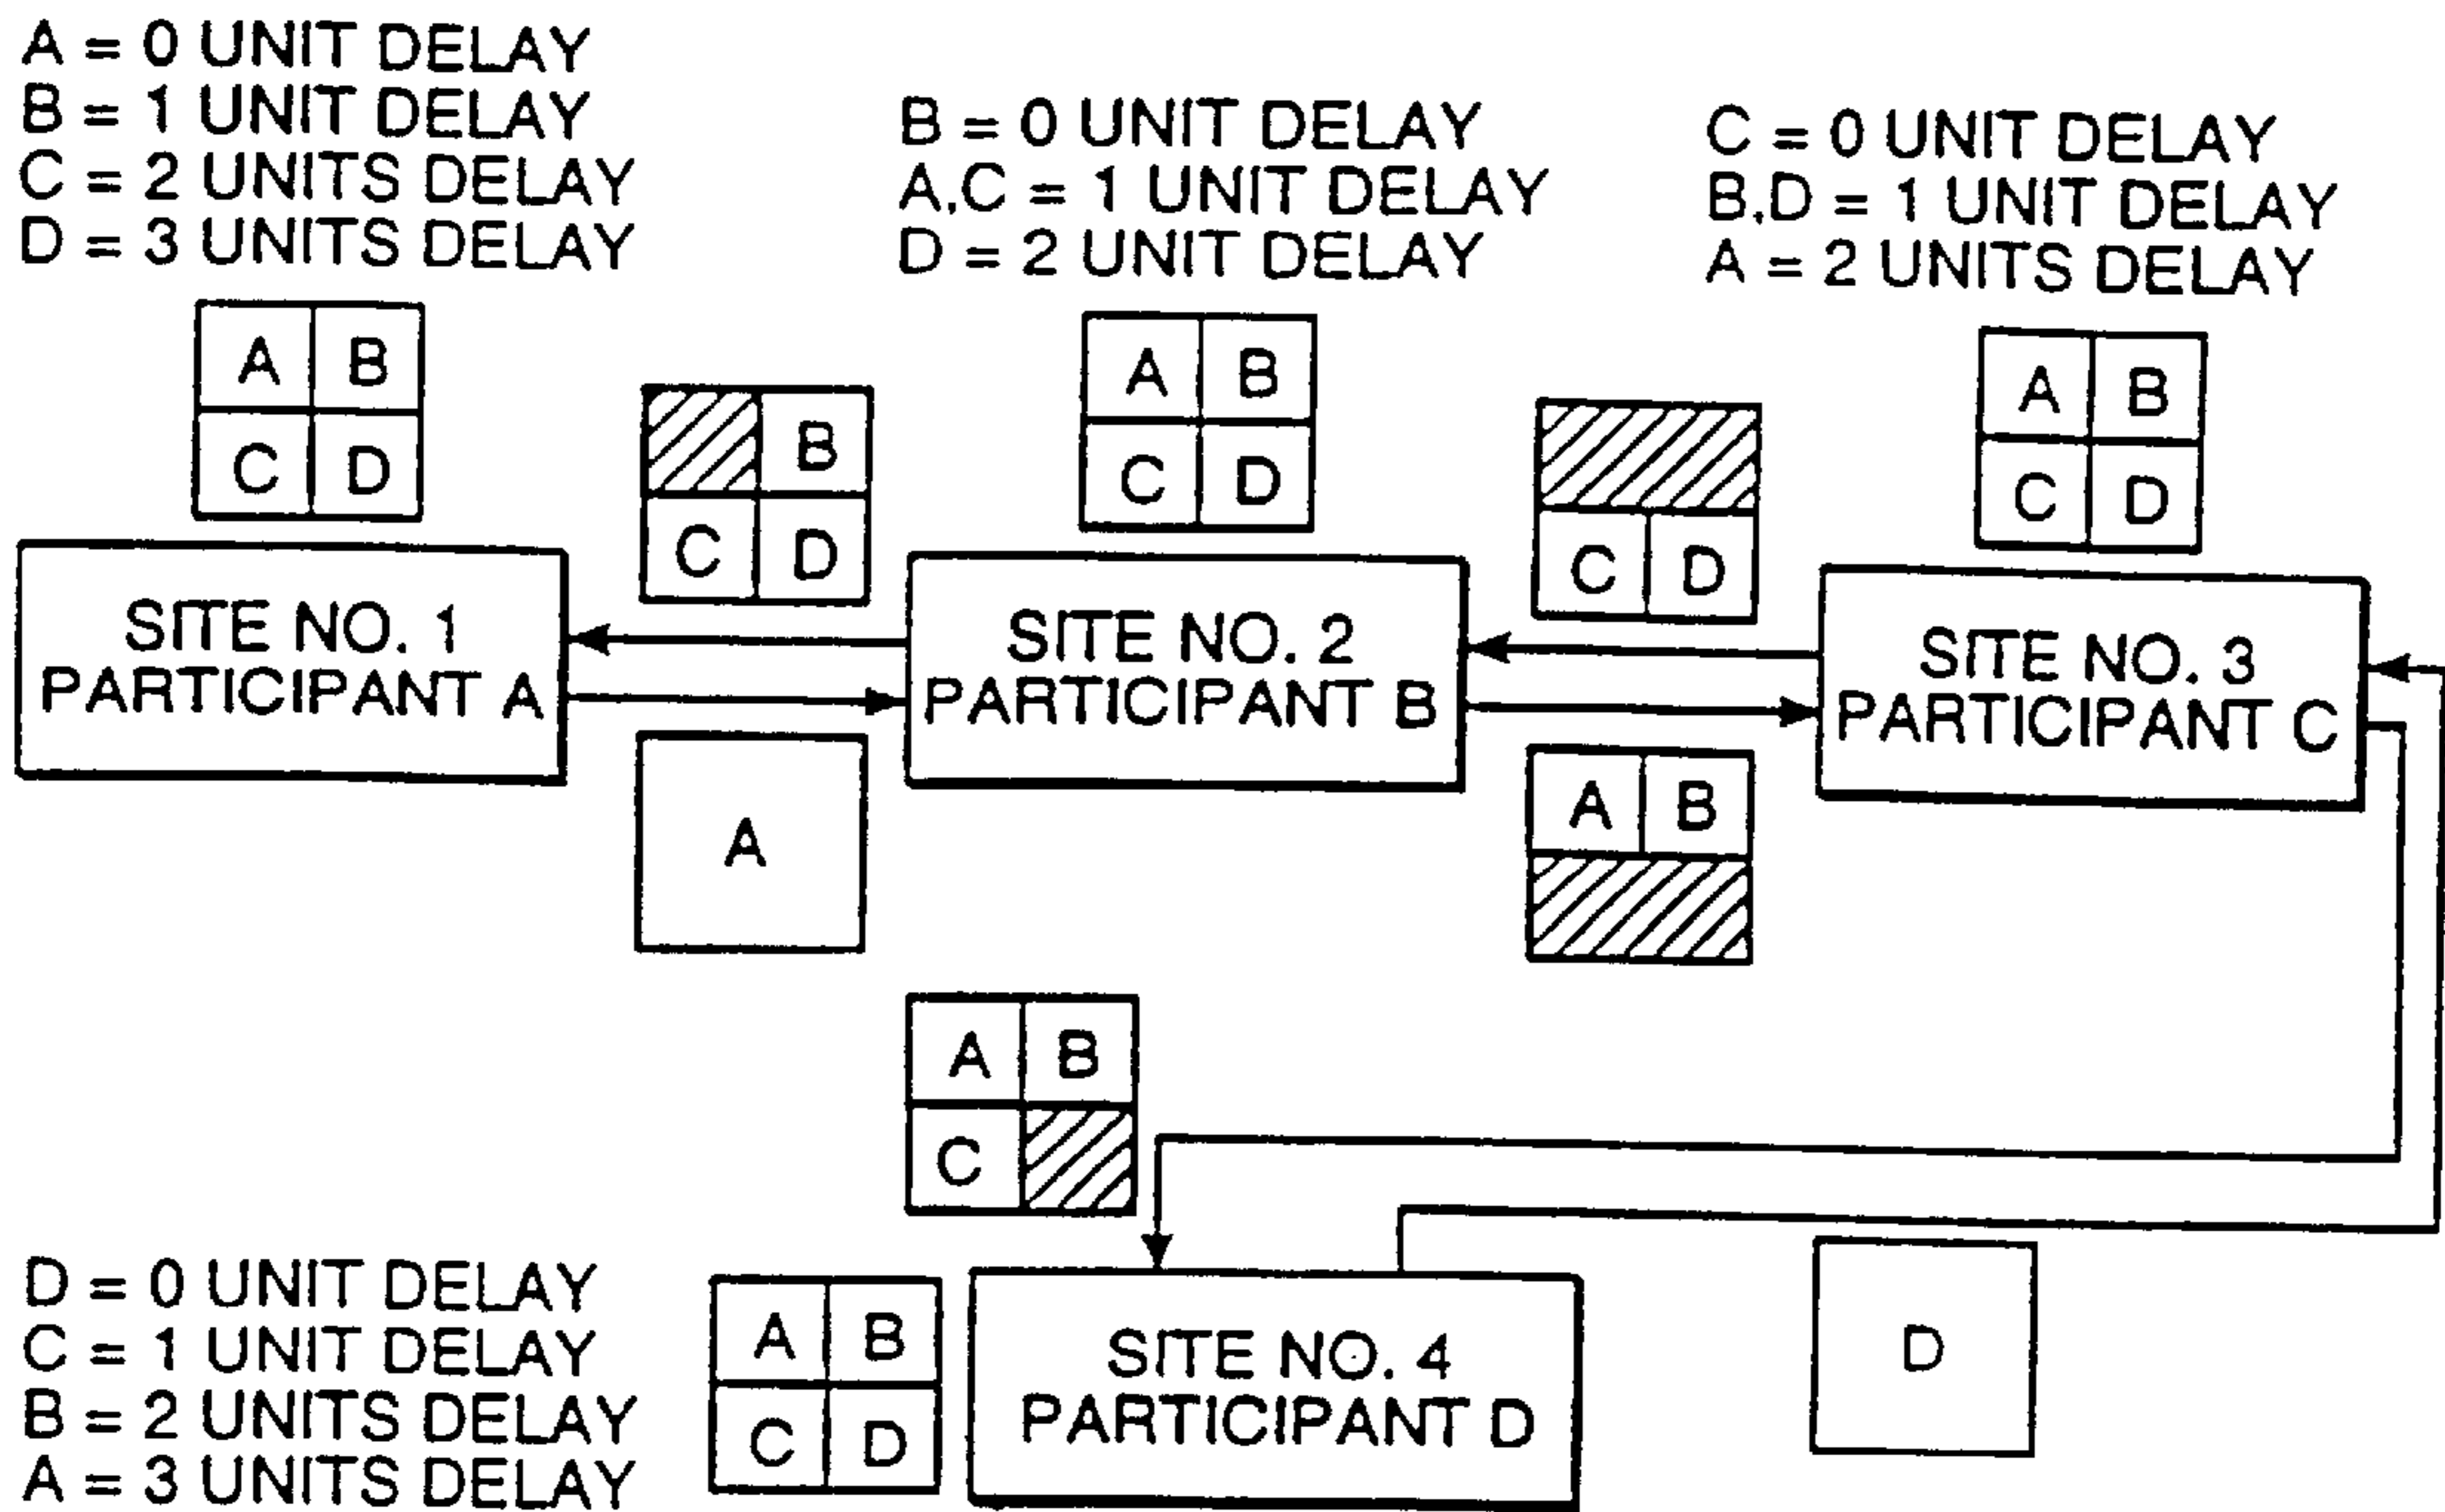 A = 0 UNIT DELAY
B = 1 UNIT DELAY
C = 2 UNITS DELAY
D = 3 UNITS DELAY
B = 0 UNIT DELAY
A,C = 1 UNIT DELAY
D = 2 UNIT DELAY
C = 0 UNIT DELAY
B,D = 1 UNIT DELAY
A = 2 UNITS DELAY
A B
C D
B
C D
A B
C D
C D
A B
C D
SITE NO. 1
PARTICIPANT A
SITE NO. 2
PARTICIPANT B
SITE NO. 3
PARTICIPANT C
A
A B
A B
C
D = 0 UNIT DELAY
C = 1 UNIT DELAY
B = 2 UNITS DELAY
A = 3 UNITS DELAY
A B
C D
SITE NO. 4
PARTICIPANT D
D